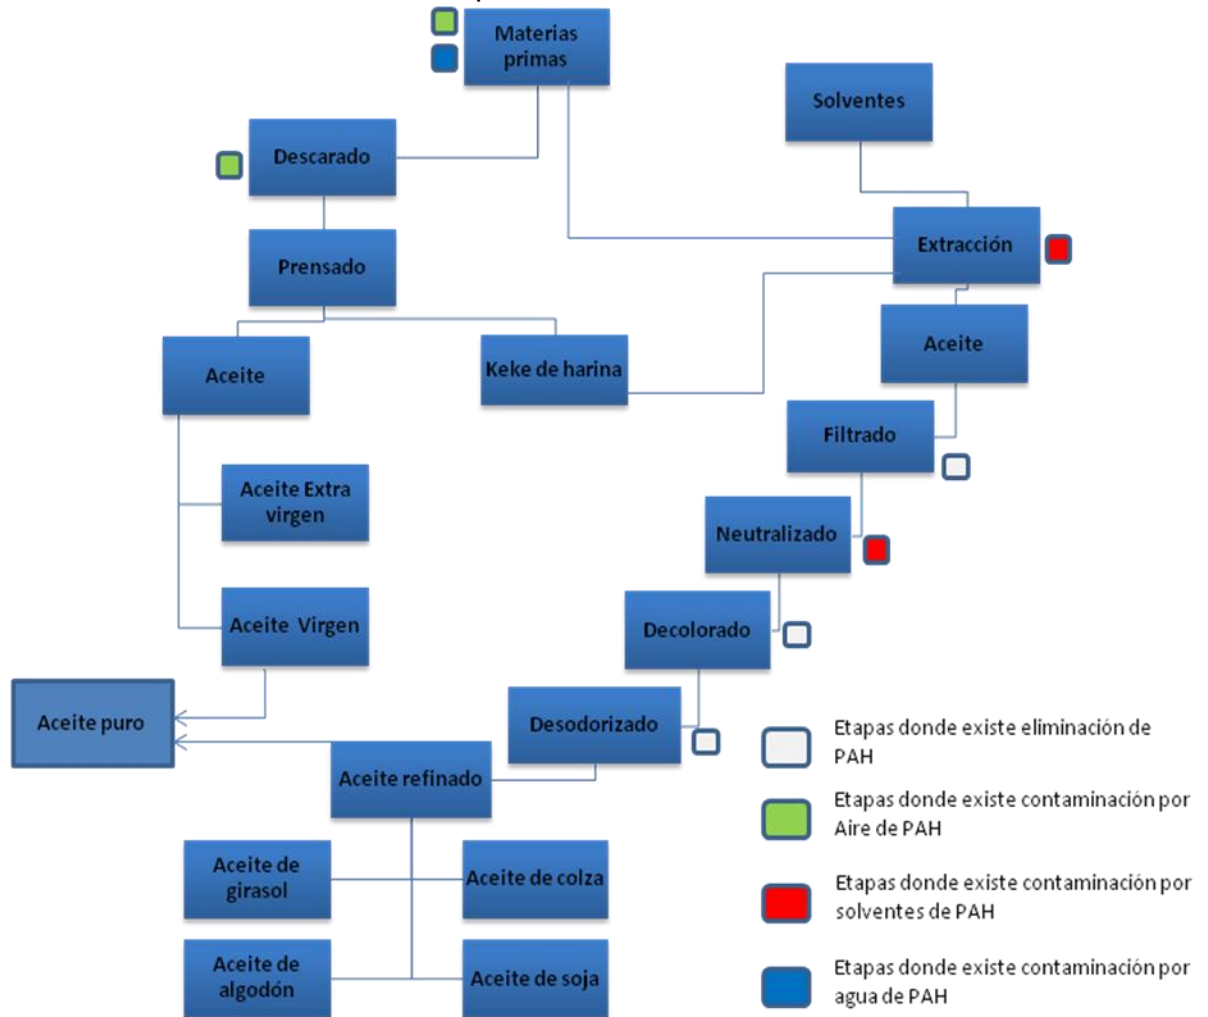 Materias
primas
Solventes
Descarado
Extracción
Prensado
Aceite
Keke de harina
Aceite
Filtrado
Aceite Extra
virgen
Neutralizado
Aceite Virgen
Decolorado
Aceite puro
Desodorizado
Aceite refinado
Aceite de
girasol
Aceite de colza
Aceite de
algodón
Aceite de soja
Etapas donde existe eliminación de
PAH
Etapas donde existe contaminación por
Aire de PAH
Etapas donde existe contaminación por
solventes de PAH
Etapas donde existe contaminación por
agua de PAH